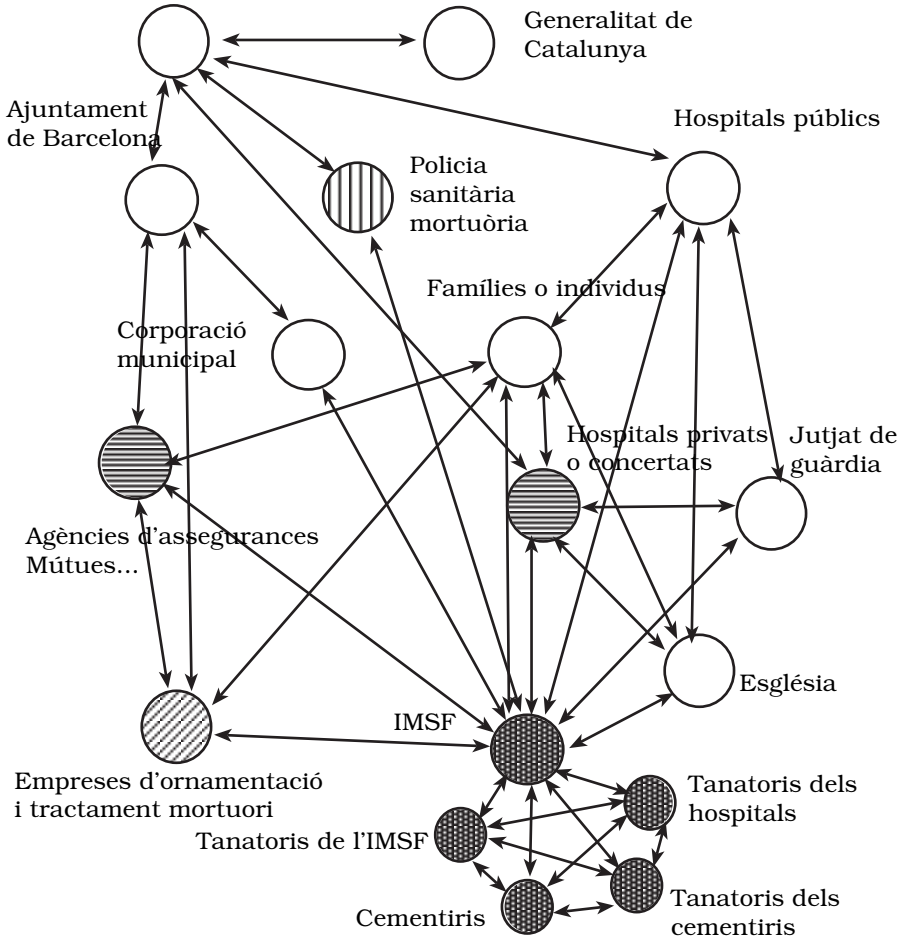 Generalitat de
Catalunya
Ajuntament
de Barcelona
Hospitals públics
Policia
sanitària
mortuòria
Famílies o individus
Corporació
municipal
Hospitals privats
o concertats
Jutjat de
guàrdia
Agències d’assegurances
Mútues...
Església
IMSF
Empreses d’ornamentació
i tractament mortuori
Tanatoris dels
hospitals
Tanatoris de l’IMSF
Cementiris
Tanatoris dels
cementiris